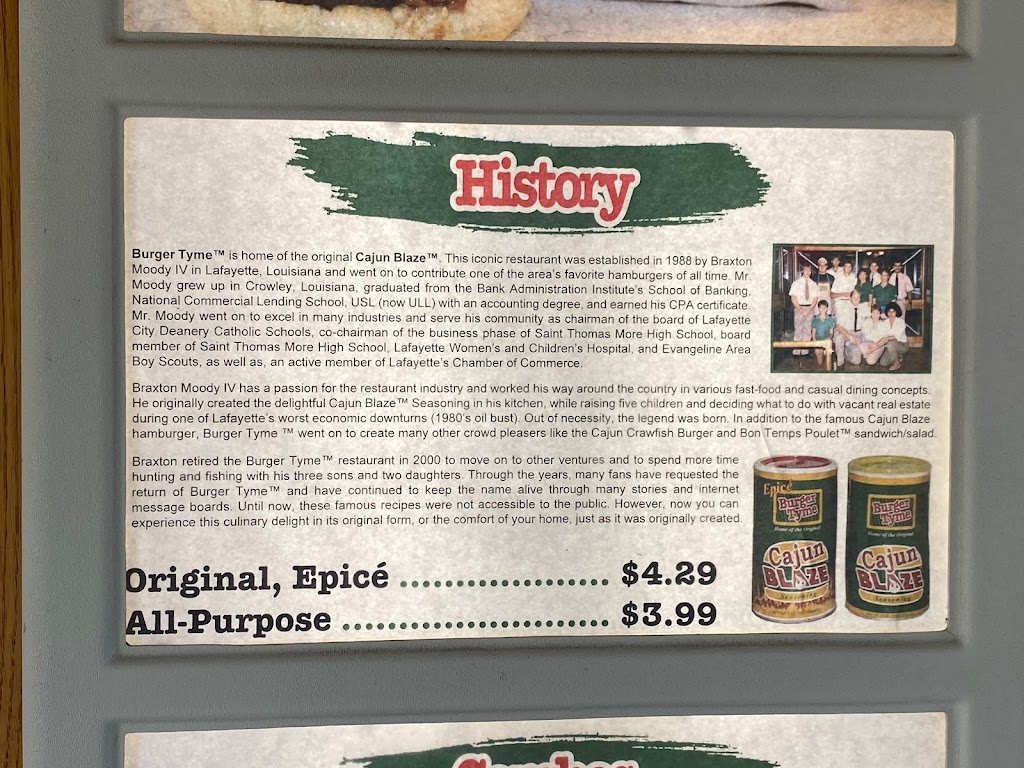 History
Burger Tyme™ is home of the original Cajun Blaze™. This iconic restaurant was established in 1988 by Braxton
Moody IV in Lafayette, Louisiana and went on to contribute one of the area's favorite hamburgers of all time. Mr.
Moody grew up in Crowley, Louisiana, graduated from the Bank Administration Institute's School of Banking,
National Commercial Lending School, USL (now ULL) with an accounting degree, and earned his CPA certificate.
Mr. Moody went on to excel in many industries and serve his community as chairman of the board of Lafayette
City Deanery Catholic Schools, co-chairman of the business phase of Saint Thomas More High School, board
member of Saint Thomas More High School, Lafayette Women's and Children's Hospital, and Evangeline Area
Boy Scouts, as well as, an active member of Lafayette's Chamber of Commerce.
Braxton Moody IV has a passion for the restaurant industry and worked his way around the country in various fast-food and casual dining concepts.
He originally created the delightful Cajun Blaze™ Seasoning in his kitchen, while raising five children and deciding what to do with vacant real estate
during one of Lafayette's worst economic downturns (1980's oil bust). Out of necessity, the legend was born. In addition to the famous Cajun Blaze
hamburger, Burger Tyme ™ went on to create many other crowd pleasers like the Cajun Crawfish Burger and Bon Temps Poulet™ sandwich/salad.
Braxton retired the Burger Tyme™ restaurant in 2000 to move on to other ventures and to spend more time
hunting and fishing with his three sons and two daughters. Through the years, many fans have requested the
return of Burger Tyme™ and have continued to keep the name alive through many stories and internet
message boards. Until now, these famous recipes were not accessible to the public. However, now you can
experience this culinary delight in its original form, or the comfort of your home, just as it was originally created.
Epicé
Burger
Tyme
Home of the Original
Cajun
BLAZE
Seasoning
Burger
Tyme
Home of the Original
Cajun
BLAZE
Seasoning
Original, Epicé ..................... $4.29
All-Purpose ........................... $3.99